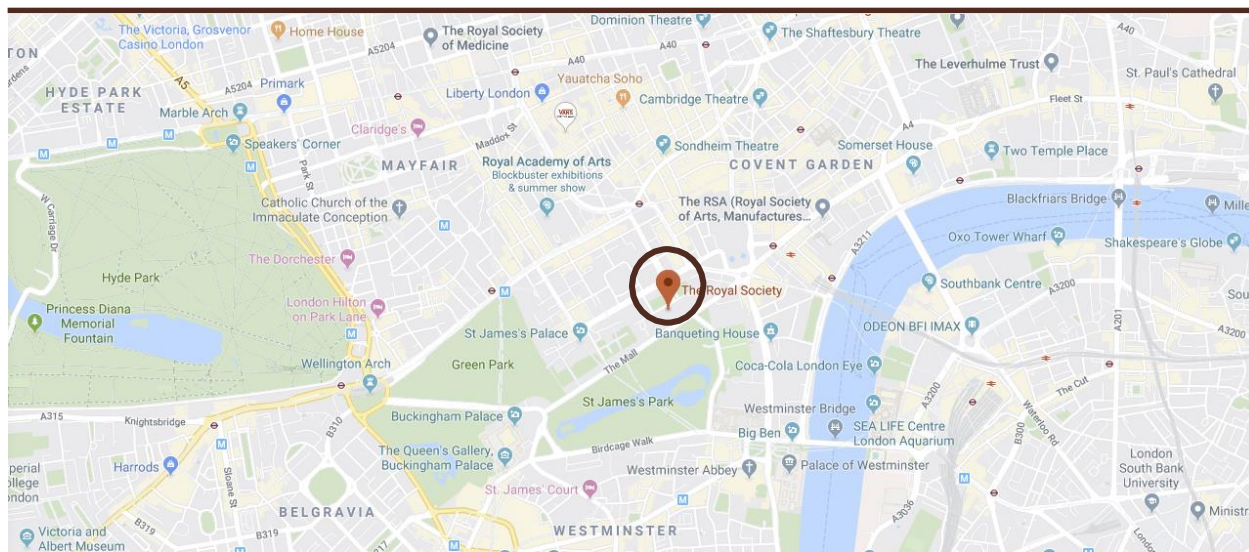 Dominion Theatre
The Victoria, Grosvenor
Casino London
Home House
The Royal Society
of Medicine
The Shaftesbury Theatre
TON
A5204
A40
A40
The Leverhulme Trust
St. Paul's Cathedral
A5
A5204
Primark
Yauatcha Soho
HYDE PARK
ESTATE
Liberty London
Cambridge Theatre
Fleet St
Marble Arch
VANS
Claridge's
Maddox St
A4
Speakers' Corner
Sondheim Theatre
Somerset House
Two Temple Place
MAYFAIR
Royal Academy of Arts
Blockbuster exhibitions
& summer show
COVENT GARDEN
Park St
W Carriage Dr
Catholic Church of the
Immaculate Conception
The RSA (Royal Society
of Arts, Manufactures...
Blackfriars Bridge
Mille
A3211
Oxo Tower Wharf
Shakespeare's Globe
The Dorchester
Hyde Park
The Royal Society
Southbank Centre
A3200
Sou
London Hilton
on Park Lane
Princess Diana
Memorial
Fountain
St James's Palace
Banqueting House
ODEON BFI IMAX
A201
A3200
Wellington Arch
Green Park
The Mall
Coca-Cola London Eye
A3200
The Cut
St James's Park
A315
Knightsbridge
B310
Buckingham Palace
Westminster Bridge
SEA LIFE Centre
London Aquarium
Waterloo Rd
B300
Big Ben
Birdcage Walk
The Queen's Gallery,
Buckingham Palace
Harrods
perial
ollege
ondon
Sloane St
Westminster Abbey
Palace of Westminster
London
South Bank
University
St. James' Court
BELGRAVIA
A3036
Ministr
B319
B319
Victoria and
Albert Museum
WESTMINSTER
A3217
London